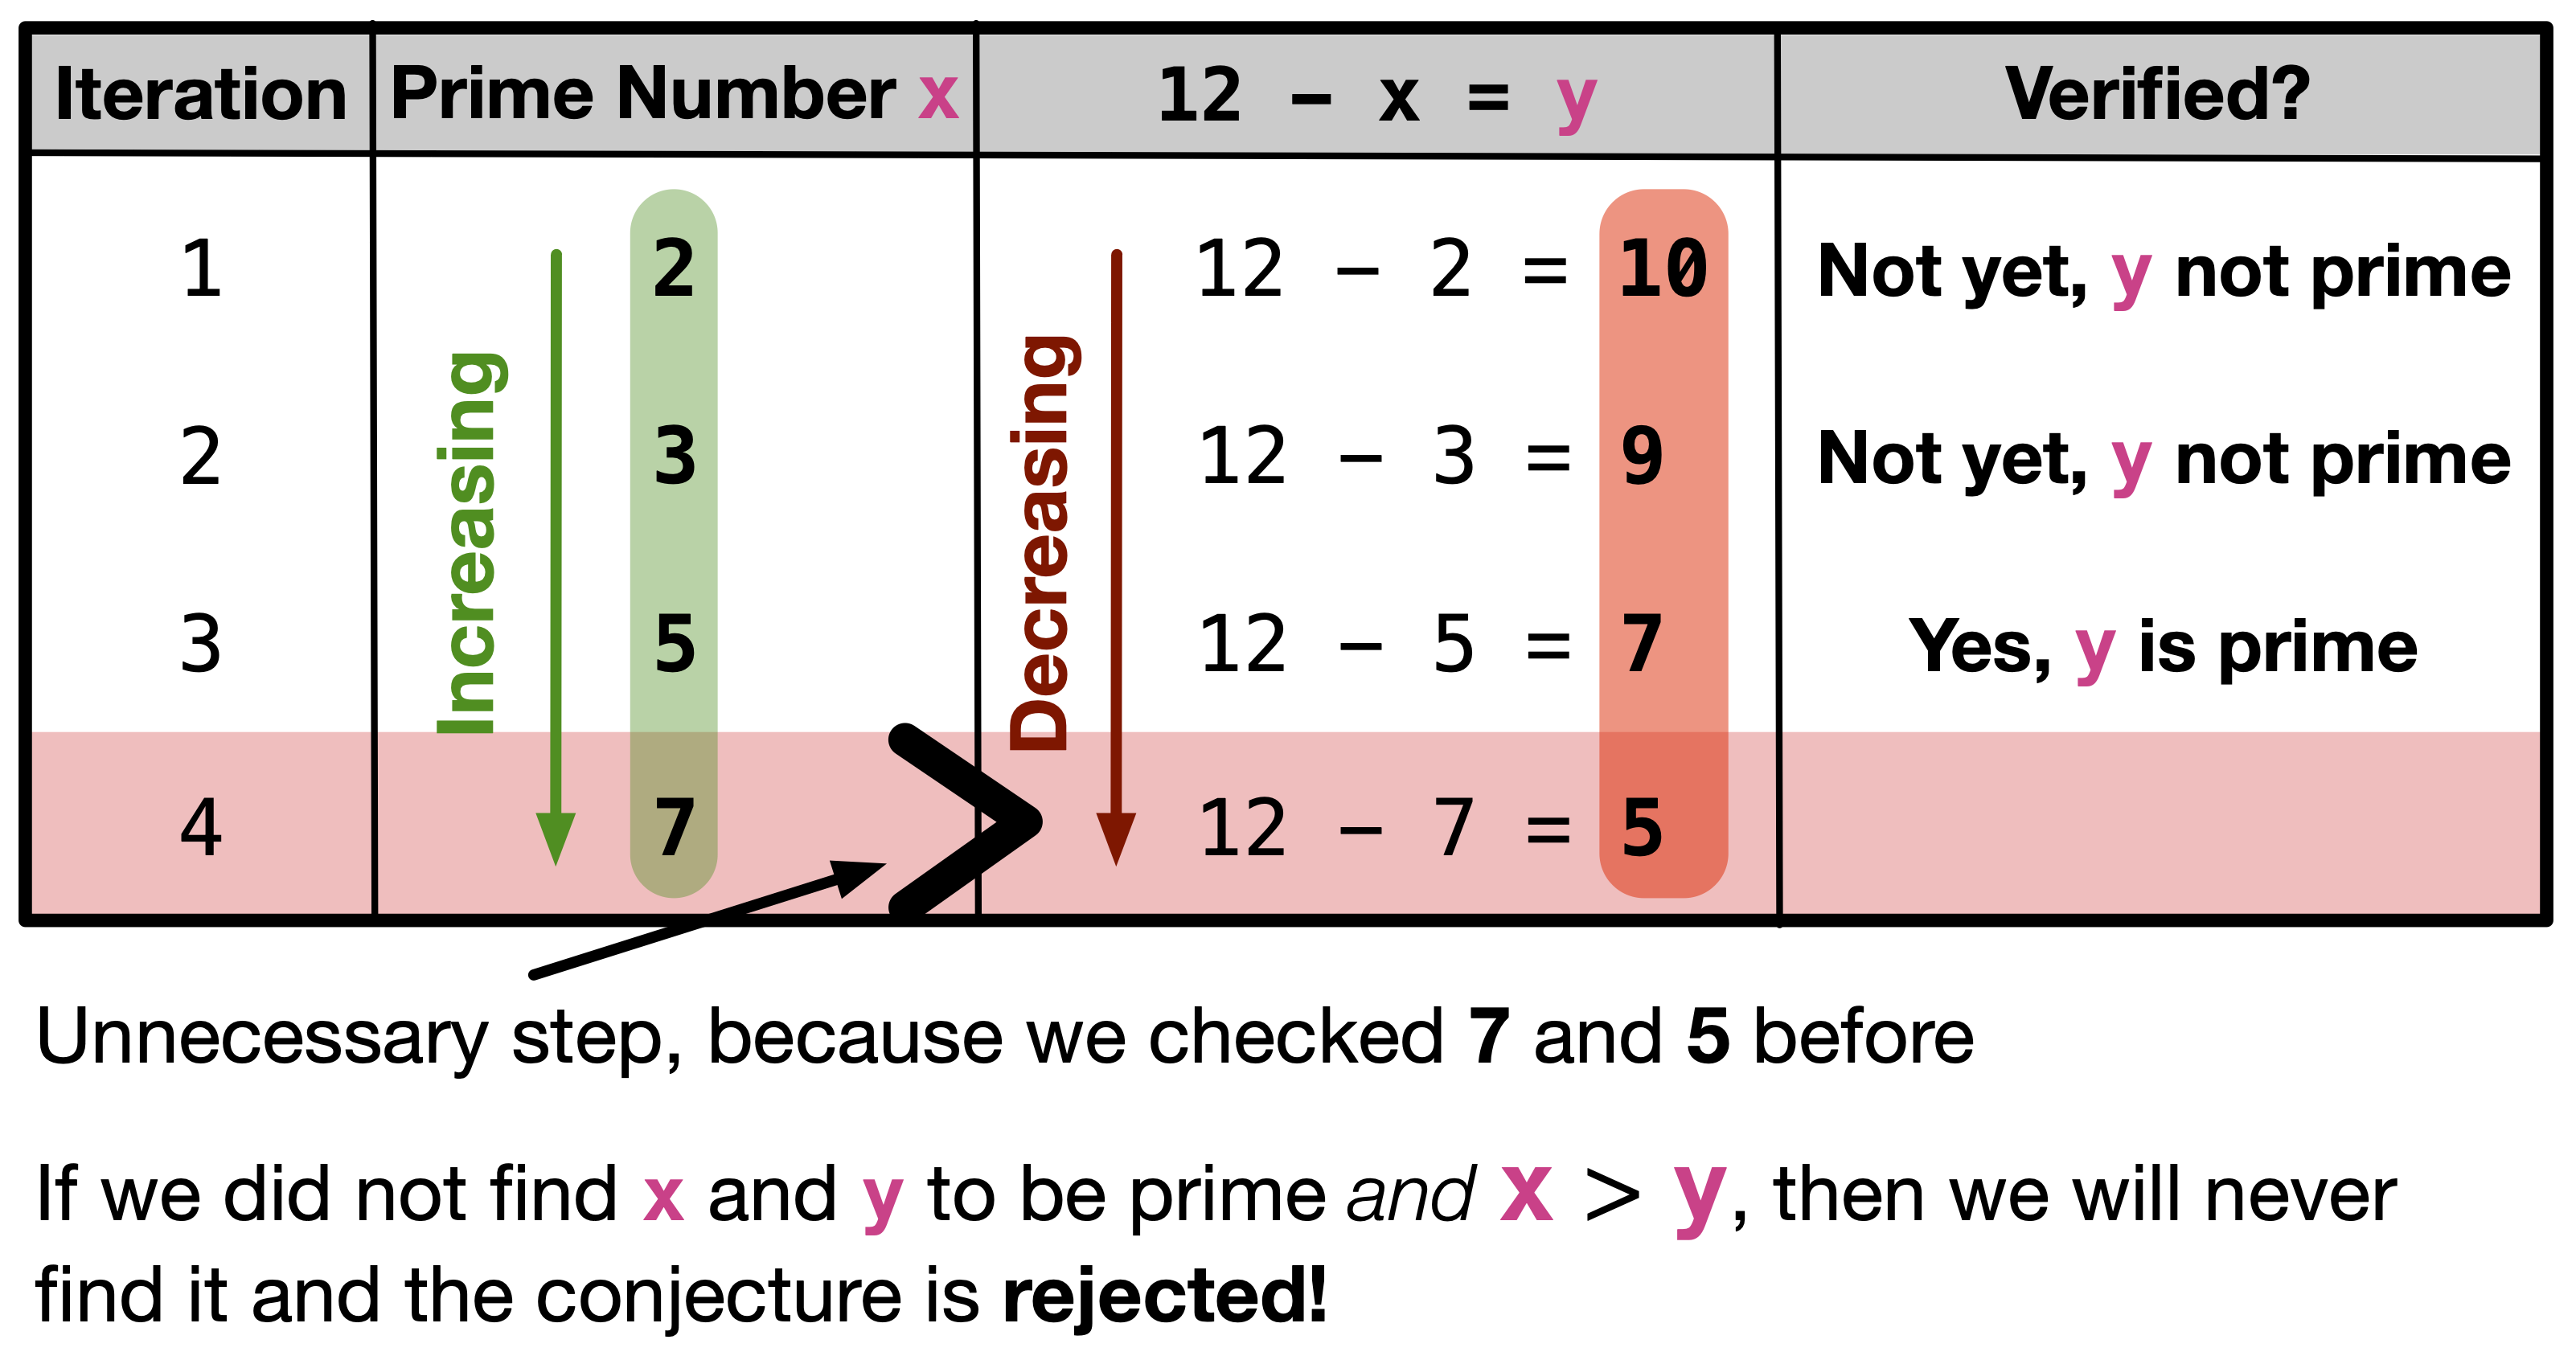 Iteration Prime Number x 12 - x = y Verified?
1 2 12 - 2 = 10 Not yet, y not prime
2 3 12 - 3 = 9 Not yet, y not prime
3 5 12 - 5 = 7 Yes, y is prime
4 7 > 12 - 7 = 5
Increasing
Decreasing
Unnecessary step, because we checked 7 and 5 before
If we did not find x and y to be prime and x > y, then we will never
find it and the conjecture is rejected!